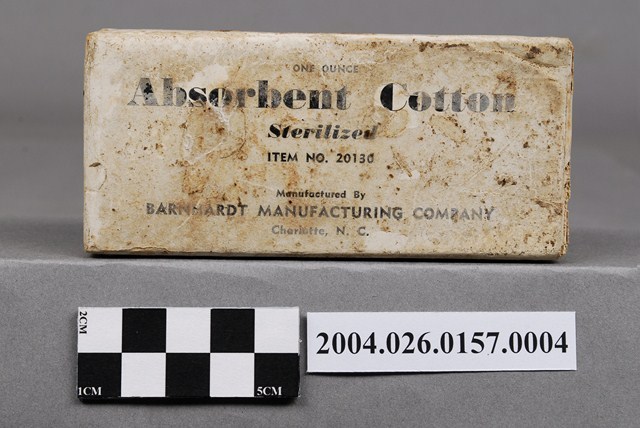 ONE OUNCE
Absorbent Cotton
Sterilized
ITEM NO. 20130
Manufactured By
BARNHARDT MANUFACTURING COMPANY
Charlotte, N. C.
2CM
1CM 5CM
2004.026.0157.0004